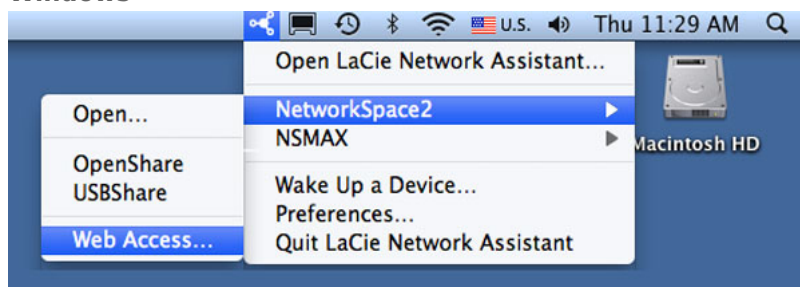 Windows
U.S. Thu 11:29 AM
Open LaCie Network Assistant...
NetworkSpace2
NSMAX
Wake Up a Device...
Preferences...
Quit LaCie Network Assistant
Open...
OpenShare
USBShare
Web Access...
Macintosh HD